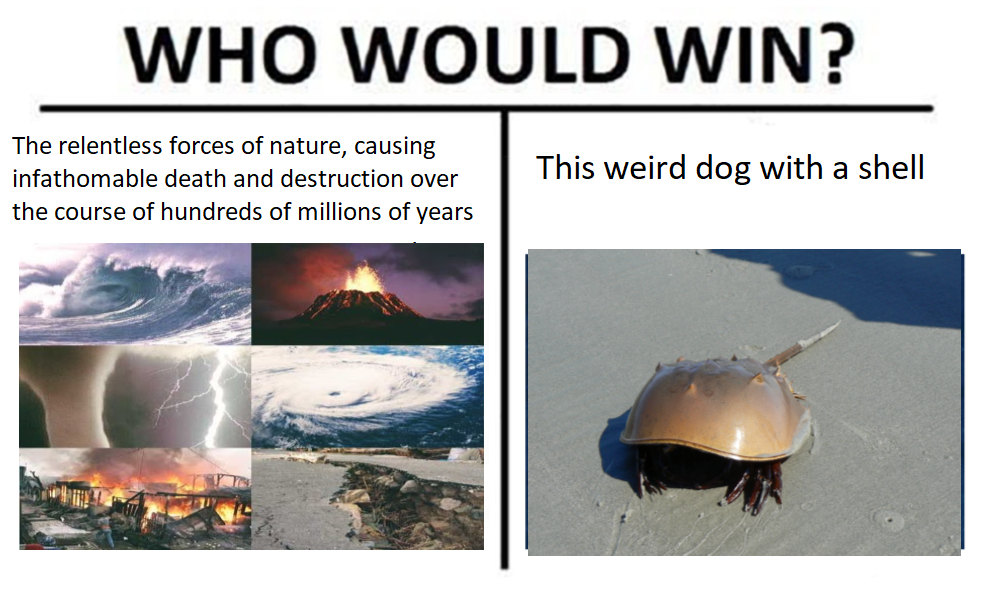 WHO WOULD WIN?
The relentless forces of nature, causing
infathomable death and destruction over
the course of hundreds of millions of years
This weird dog with a shell